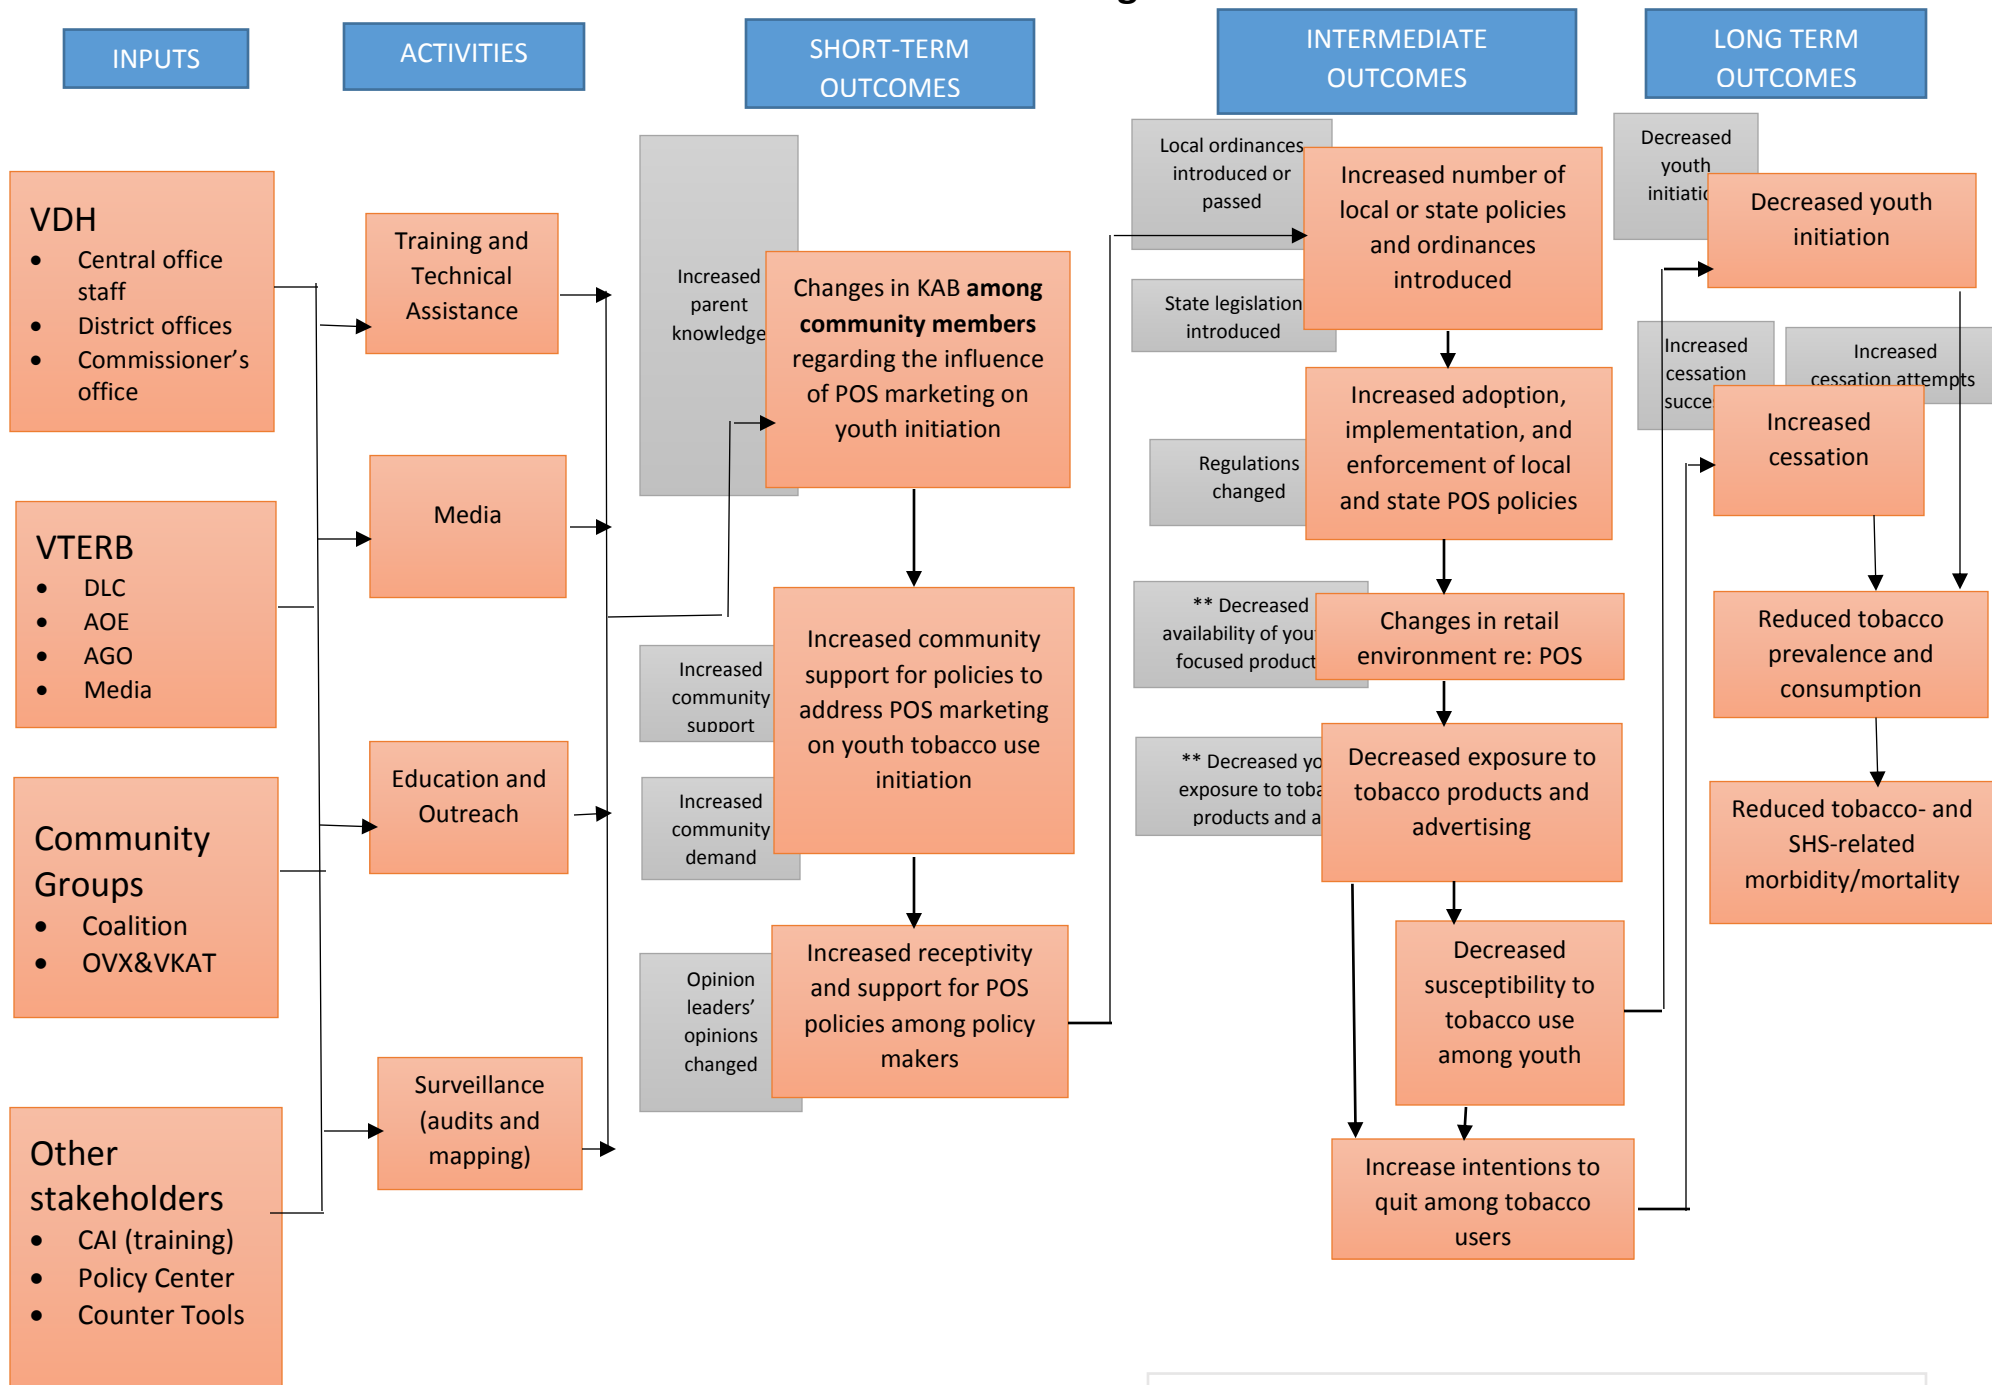 INPUTS
ACTIVITIES
SHORT-TERM
OUTCOMES
INTERMEDIATE
OUTCOMES
LONG TERM
OUTCOMES
VDH
• Central office
staff
• District offices
• Commissioner's
office
VTERB
• DLC
• AOE
• AGO
• Media
Community
Groups
• Coalition
• OVX&VKAT
Other
stakeholders
• CAI (training)
• Policy Center
• Counter Tools
Training and
Technical
Assistance
Media
Education and
Outreach
Surveillance
(audits and
mapping)
Increased
parent
knowledge
Changes in KAB among
community members
regarding the influence
of POS marketing on
youth initiation
Increased
community
support
Increased community
support for policies to
address POS marketing
on youth tobacco use
initiation
Increased
community
demand
Opinion
leaders'
opinions
changed
Increased receptivity
and support for POS
policies among policy
makers
Local ordinances
introduced or
passed
Increased number of
local or state policies
and ordinances
introduced
State legislation
introduced
Increased adoption,
implementation, and
enforcement of local
and state POS policies
Regulations
changed
** Decreased
availability of
focused
Changes in retail
environment re: POS
** Decreased
exposure to
products and
Decreased exposure to
tobacco products and
advertising
Decreased
susceptibility to
tobacco use
among youth
Increase intentions to
quit among tobacco
users
Decreased
youth
Decreased youth
initiation
Increased
cessation
Increased
cessation attempts
Increased
cessation
Reduced tobacco
prevalence and
consumption
Reduced tobacco- and
SHS-related
morbidity/mortality